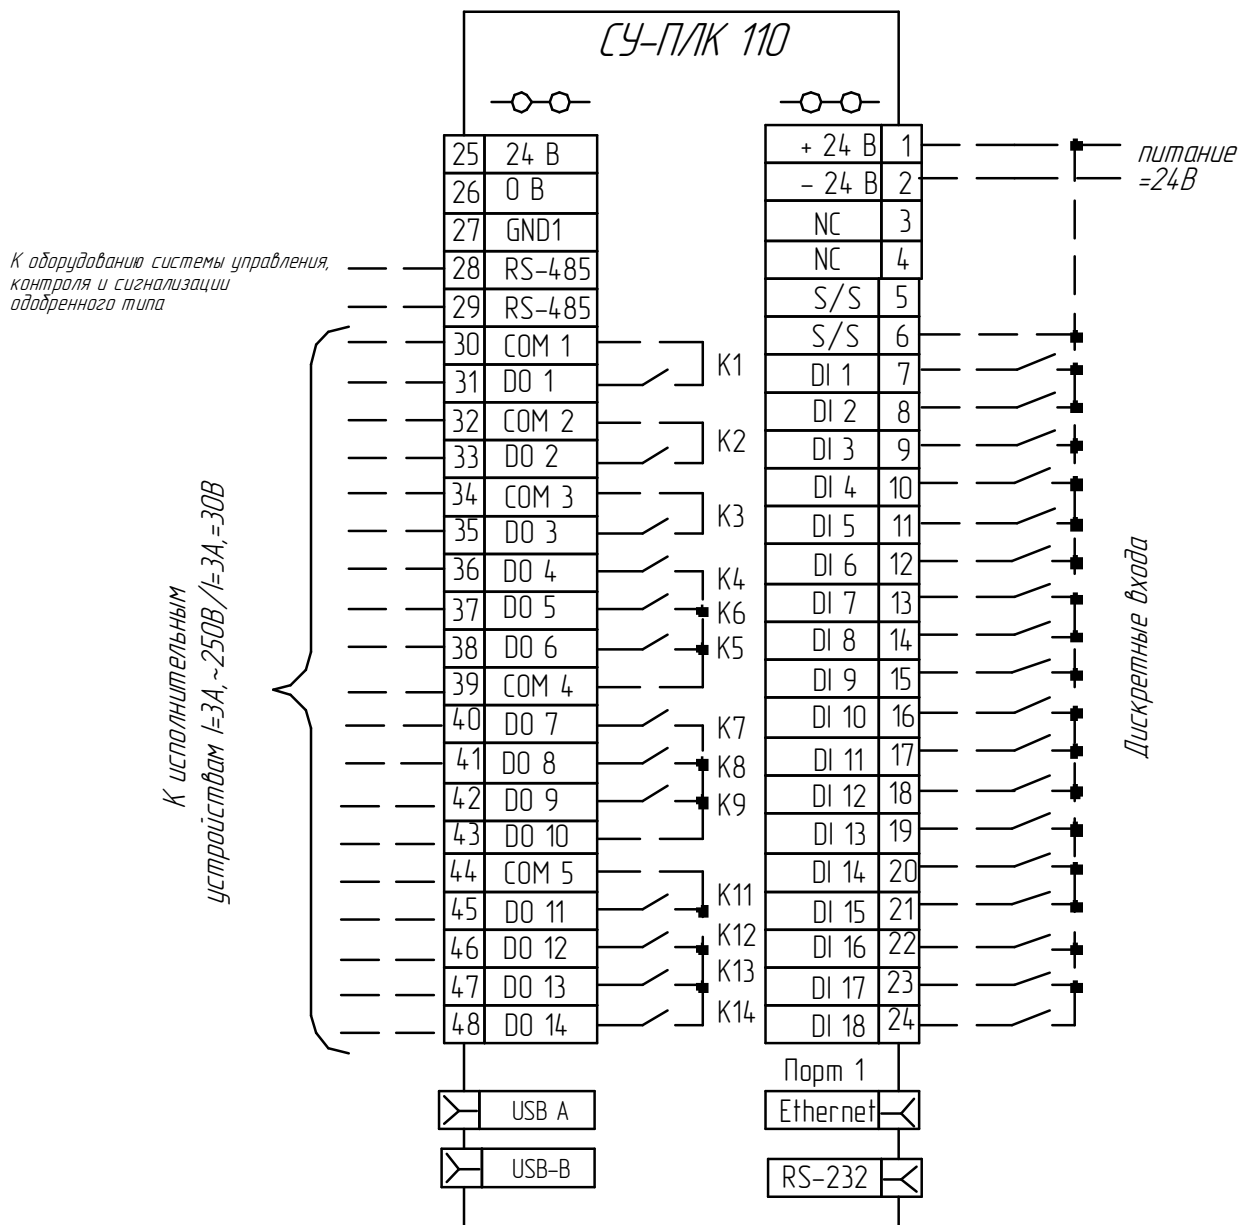 СУ-ПЛК 110
25 24 В
26 0 В
27 GND1
28 RS-485
29 RS-485
30 COM 1
31 DO 1
32 COM 2
33 DO 2
34 COM 3
35 DO 3
36 DO 4
37 DO 5
38 DO 6
39 COM 4
40 DO 7
41 DO 8
42 DO 9
43 DO 10
44 COM 5
45 DO 11
46 DO 12
47 DO 13
48 DO 14
USB A
USB-B
К оборудованию системы управления,
контроля и сигнализации
одобренного типа
К исполнительным
устройствам I=3А,~250В/I=3А,=30В
K1
K2
K3
K4
K6
K5
K7
K8
K9
K11
K12
K13
K14
+ 24 В 1
- 24 В 2
NC 3
NC 4
S/S 5
S/S 6
DI 1 7
DI 2 8
DI 3 9
DI 4 10
DI 5 11
DI 6 12
DI 7 13
DI 8 14
DI 9 15
DI 10 16
DI 11 17
DI 12 18
DI 13 19
DI 14 20
DI 15 21
DI 16 22
DI 17 23
DI 18 24
Порт 1
Ethernet
RS-232
питание
=24В
Дискретные входа